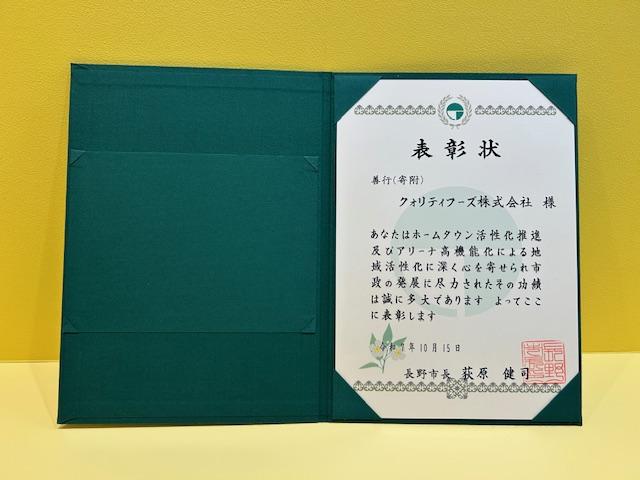 表彰状
善行(寄附)
クォリティフーズ株式会社 様
あなたはホームタウン活性化推進
及びアリーナ高機能化による地
域活性化に深く心を寄せられ市
政の発展に尽力されたその功績
は誠に多大であります よってここ
に表彰します
令和7年10月15日
長野市長 荻原 健司